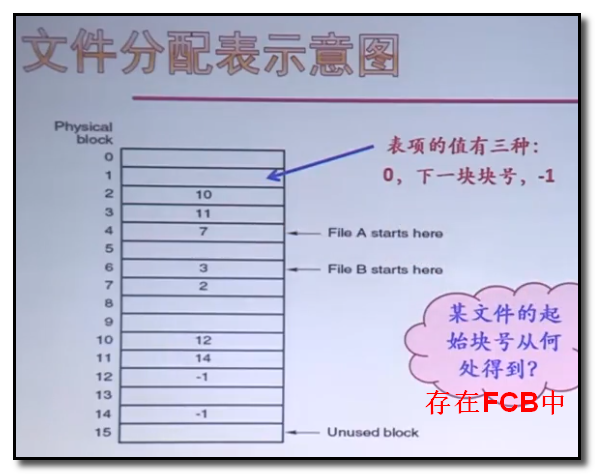 文件分配表示意图
Physical
block
表项的值有三种：
0，下一块块号，-1
0
1
2 10
3 11
4 7 File A starts here
5
6 3 File B starts here
7 2
8
9
10 12
11 14
12 -1
13
14 -1
15 Unused block
某文件的起
始块号从何
处得到？
存在FCB中